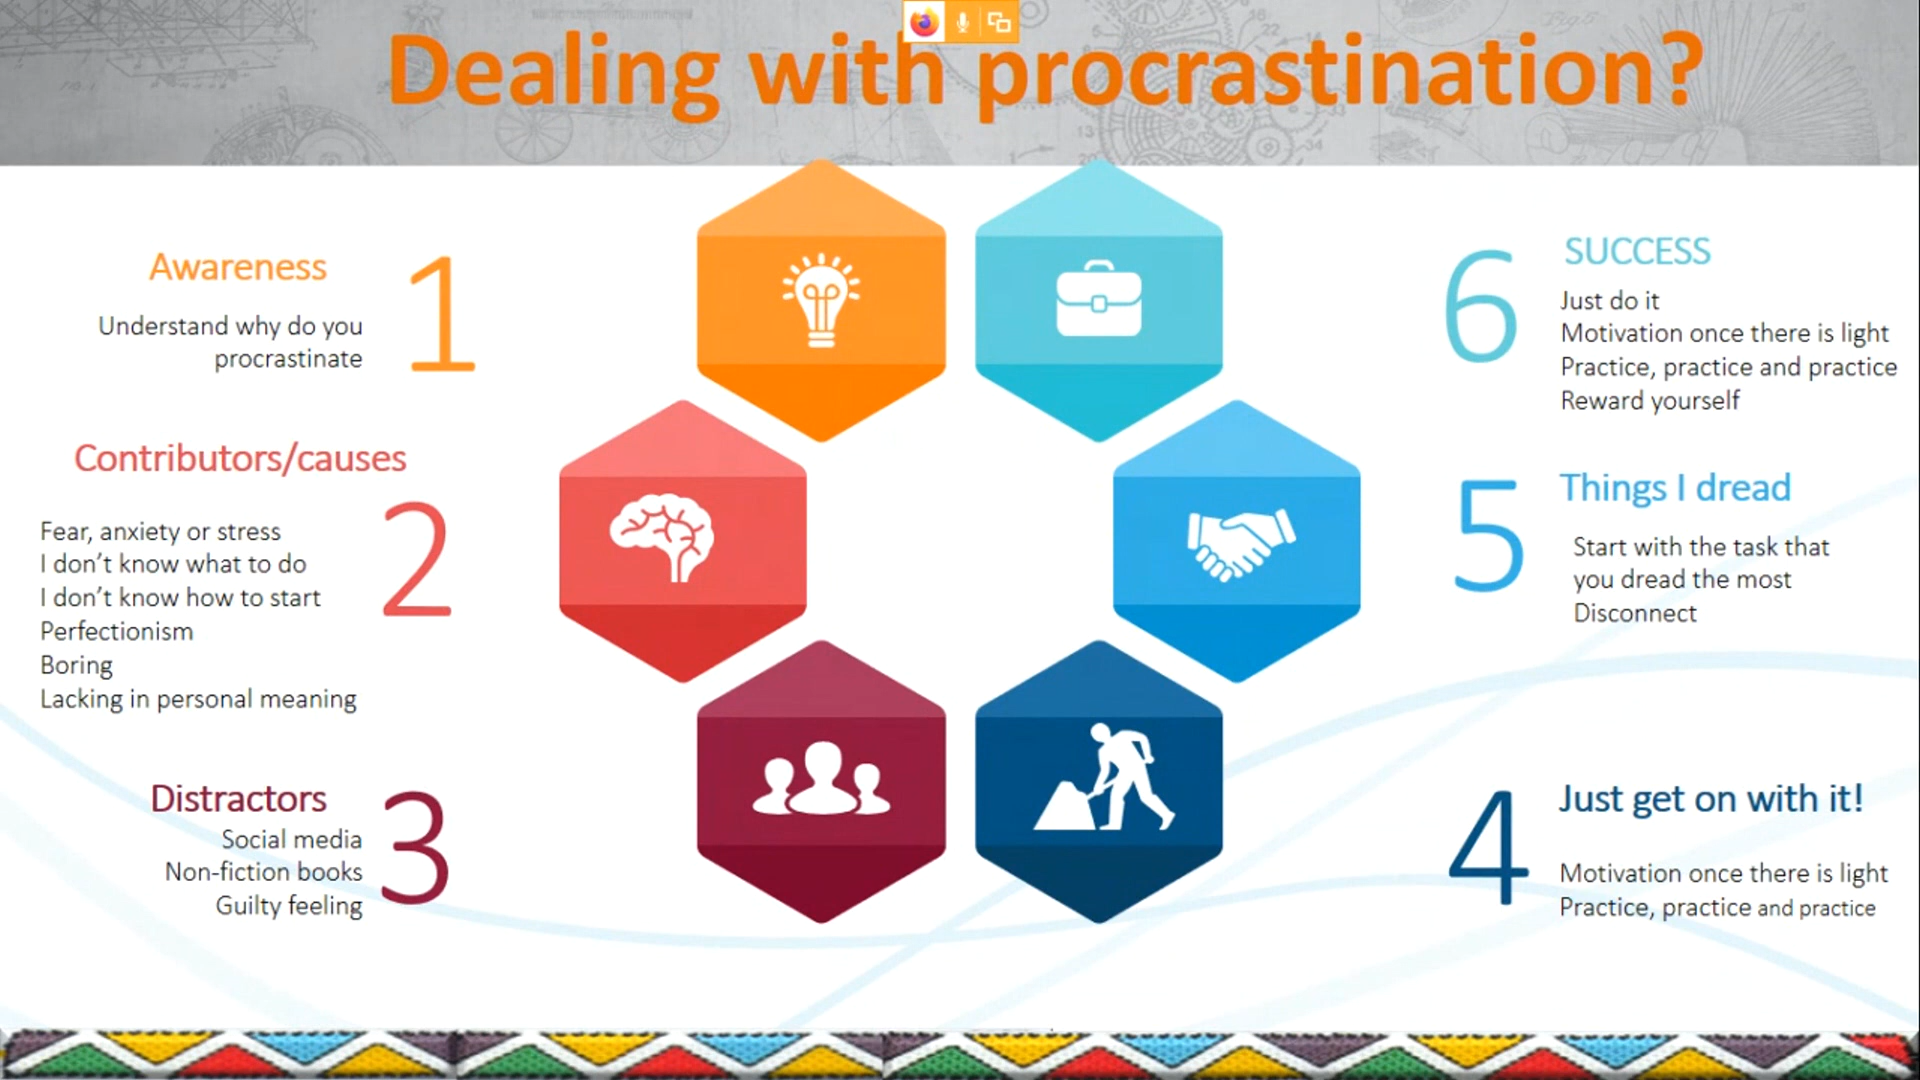 Dealing with procrastination?
Awareness
1
Understand why do you
procrastinate
Contributors/causes
2
Fear, anxiety or stress
I don't know what to do
I don't know how to start
Perfectionism
Boring
Lacking in personal meaning
Distractors
3
Social media
Non-fiction books
Guilty feeling
4
Just get on with it!
Motivation once there is light
Practice, practice and practice
5
Things I dread
Start with the task that
you dread the most
Disconnect
6
SUCCESS
Just do it
Motivation once there is light
Practice, practice and practice
Reward yourself